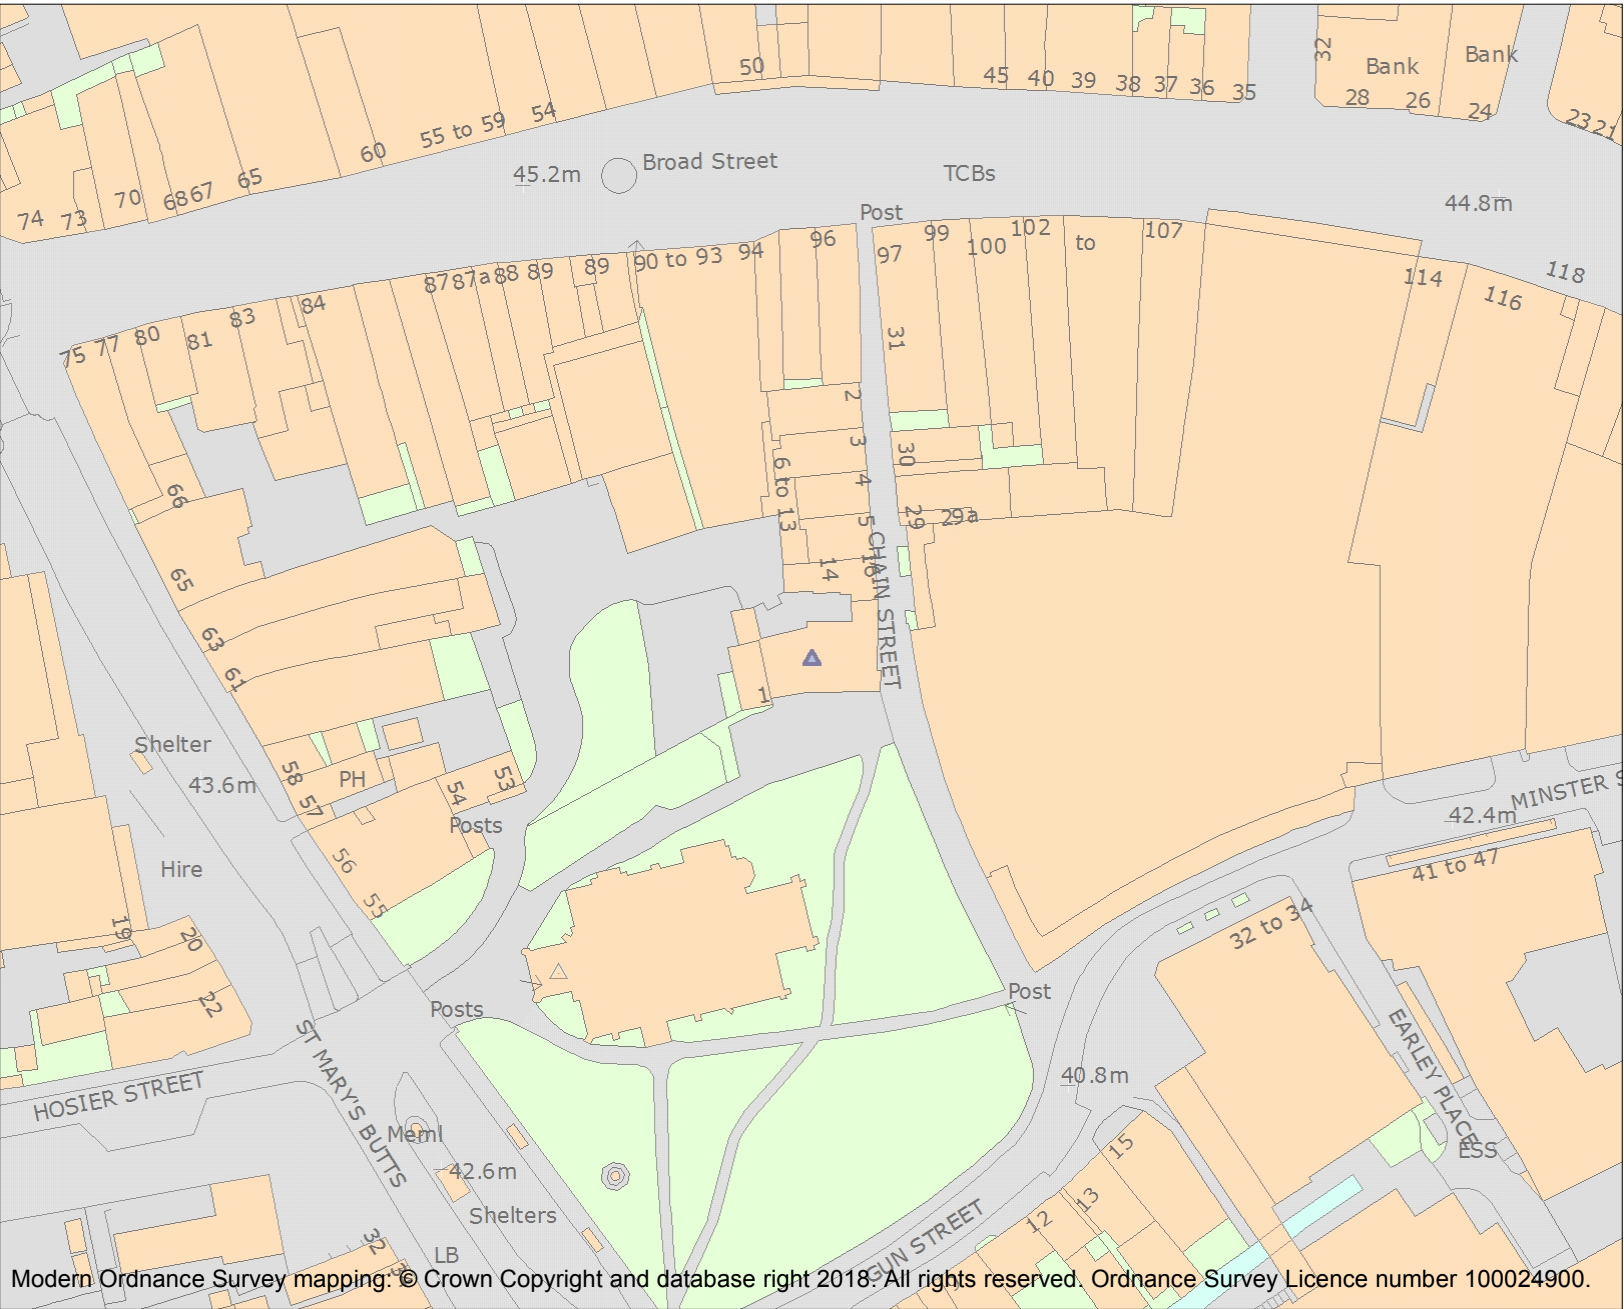 50
45
40
39
38
37
36
35
32
Bank
Bank
28
26
24
23
21
55 to 59
54
60
65
67
68
70
73
74
45.2m
Broad Street
TCBs
44.8m
Post
96
97
99
100
102
to
107
114
116
118
94
90 to 93
89
89
88
87a
87
84
83
81
80
77
75
31
2
3
4
5
6 to 13
14
16
30
29
29a
CHAIN STREET
66
65
63
61
1
Shelter
43.6m
58
57
PH
54
53
Posts
56
55
Hire
19
20
22
MINSTER S
42.4m
41 to 47
32 to 34
Posts
Post
ST MARY'S BUTTS
HOSIER STREET
40.8m
EARLEY PLACE
ESS
Meml
42.6m
Shelters
LB
32
15
13
12
GUN STREET
Modern Ordnance Survey mapping: © Crown Copyright and database right 2018. All rights reserved. Ordnance Survey Licence number 100024900.